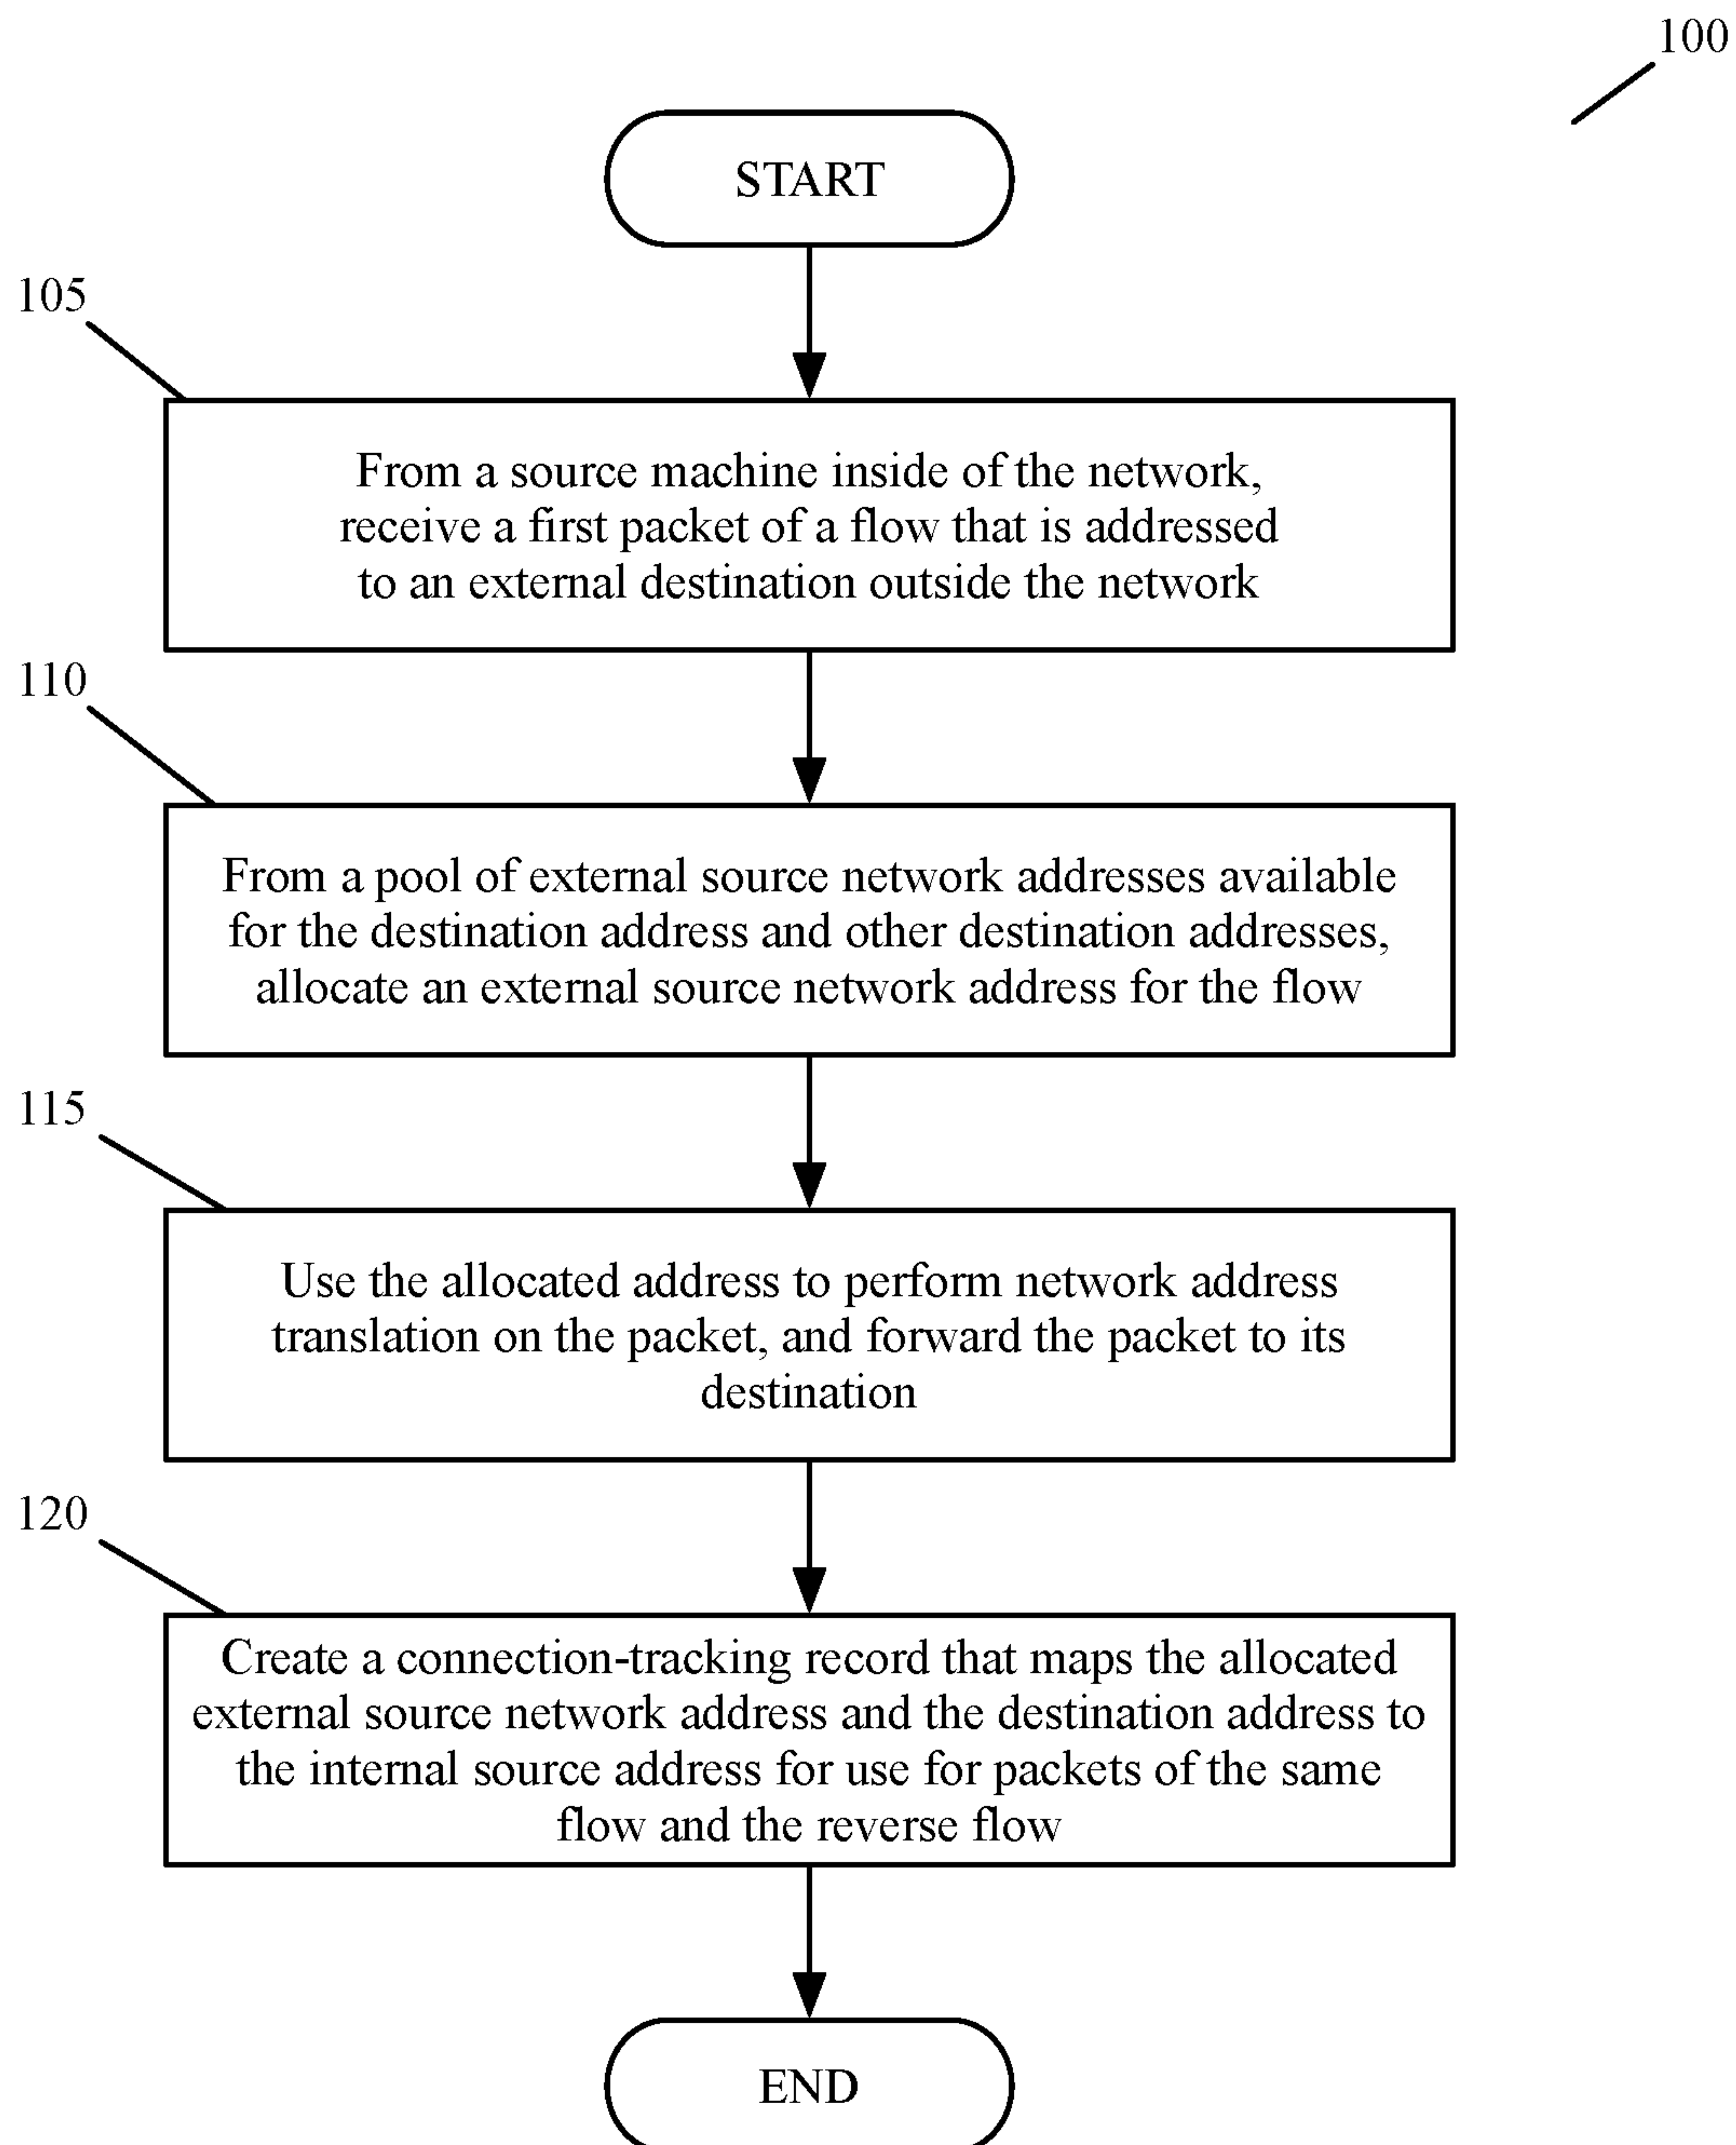 100
START
105
From a source machine inside of the network,
receive a first packet of a flow that is addressed
to an external destination outside the network
110
From a pool of external source network addresses available
for the destination address and other destination addresses,
allocate an external source network address for the flow
115
Use the allocated address to perform network address
translation on the packet, and forward the packet to its
destination
120
Create a connection-tracking record that maps the allocated
external source network address and the destination address to
the internal source address for use for packets of the same
flow and the reverse flow
END